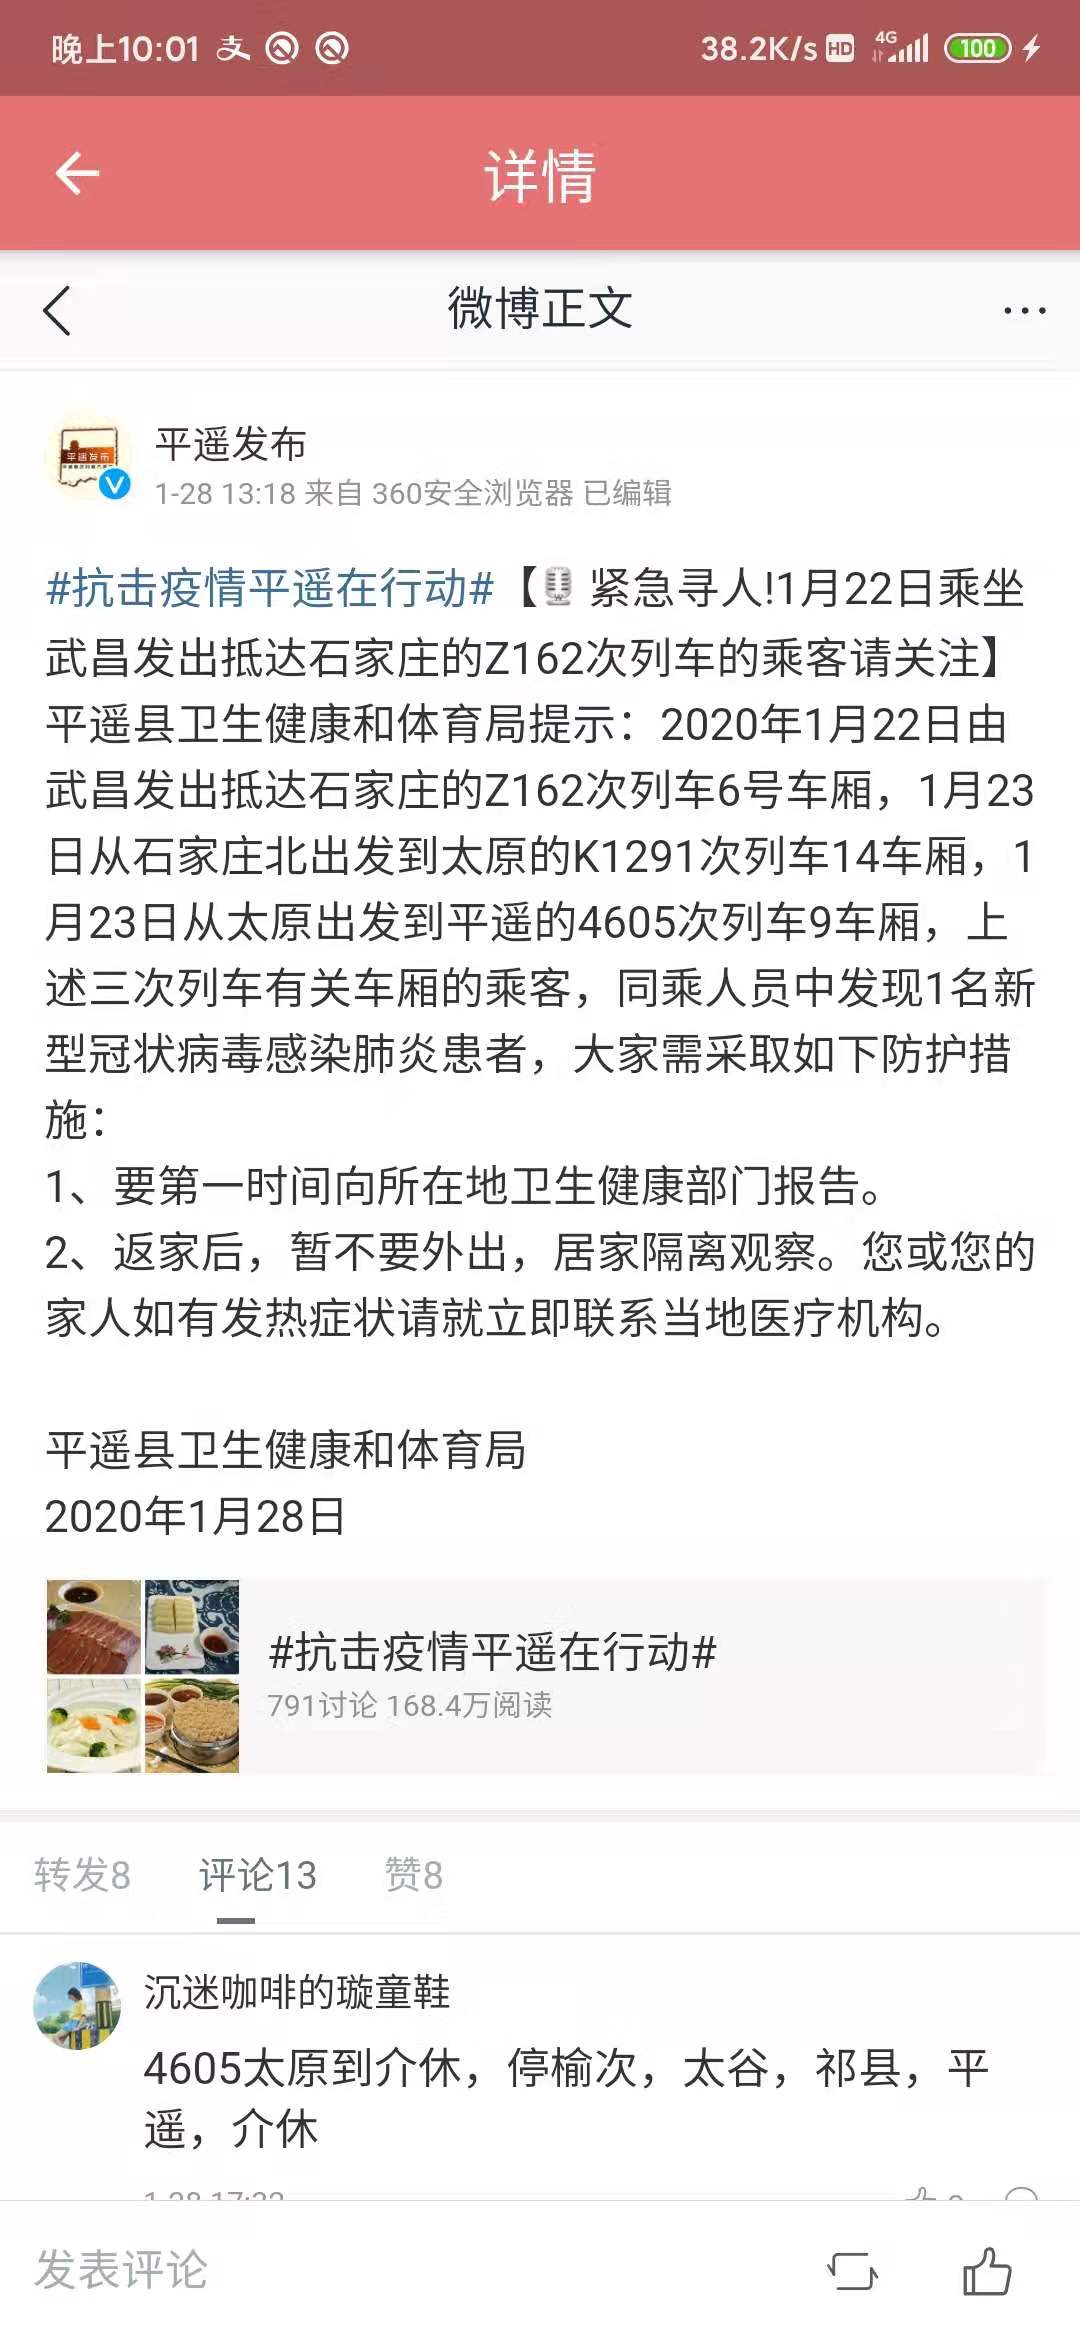 晚上10:01
38.2K/s HD 4G 100
详情
微博正文
平遥发布
1-28 13:18 来自 360安全浏览器 已编辑
#抗击疫情平遥在行动#【🎙紧急寻人!1月22日乘坐
武昌发出抵达石家庄的Z162次列车的乘客请关注】
平遥县卫生健康和体育局提示：2020年1月22日由
武昌发出抵达石家庄的Z162次列车6号车厢，1月23
日从石家庄北出发到太原的K1291次列车14车厢，1
月23日从太原出发到平遥的4605次列车9车厢，上
述三次列车有关车厢的乘客，同乘人员中发现1名新
型冠状病毒感染肺炎患者，大家需采取如下防护措
施：
1、要第一时间向所在地卫生健康部门报告。
2、返家后，暂不要外出，居家隔离观察。您或您的
家人如有发热症状请就立即联系当地医疗机构。
平遥县卫生健康和体育局
2020年1月28日
#抗击疫情平遥在行动#
791讨论 168.4万阅读
转发8 评论13 赞8
沉迷咖啡的璇童鞋
4605太原到介休，停榆次，太谷，祁县，平
遥，介休
发表评论